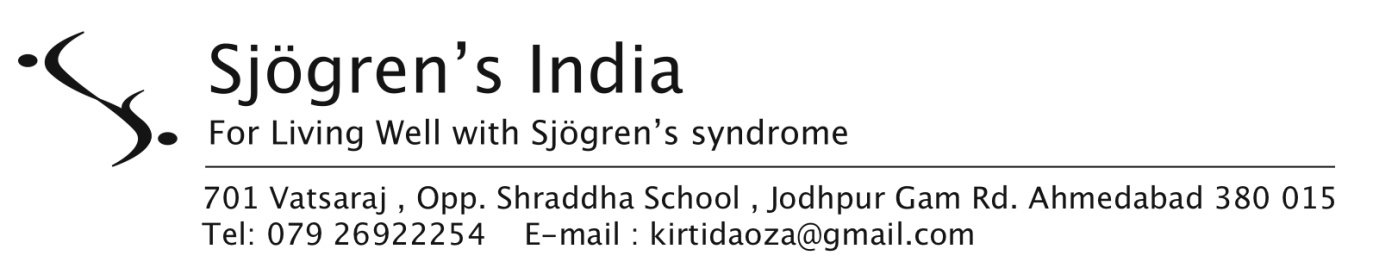 Sjögren’s India
For Living Well with Sjögren’s syndrome
701 Vatsaraj , Opp. Shraddha School , Jodhpur Gam Rd. Ahmedabad 380 015
Tel: 079 26922254 E-mail : kirtidaoza@gmail.com